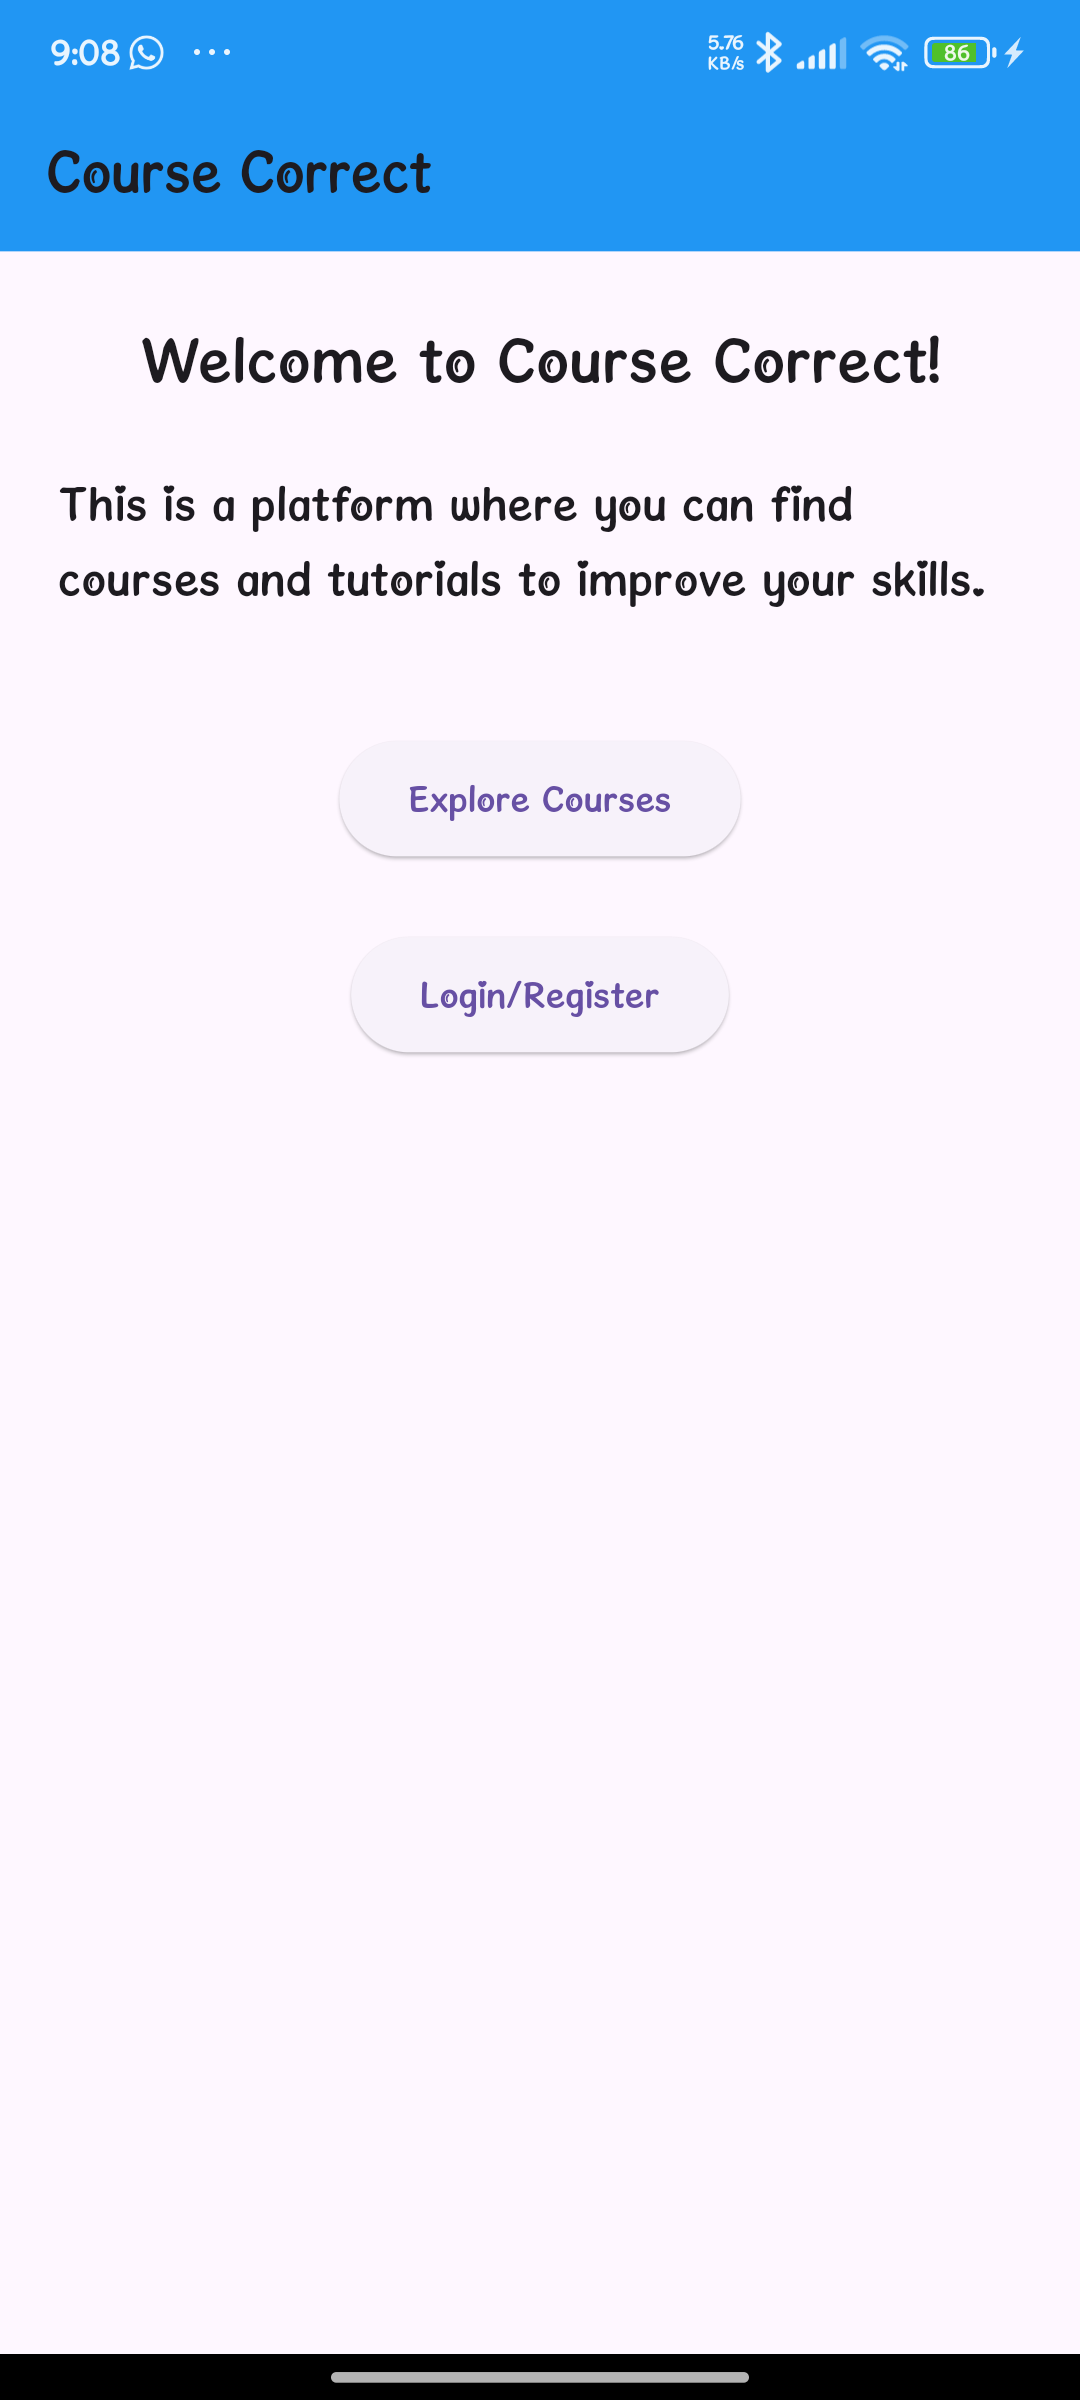 9:08
5.76
KB/s
86
Course Correct
Welcome to Course Correct!
This is a platform where you can find
courses and tutorials to improve your skills.
Explore Courses
Login/Register